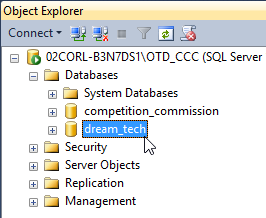 Object Explorer
Connect
02CORL-B3N7DS1\OTD_CCC (SQL Server
Databases
System Databases
competition_commission
dream_tech
Security
Server Objects
Replication
Management